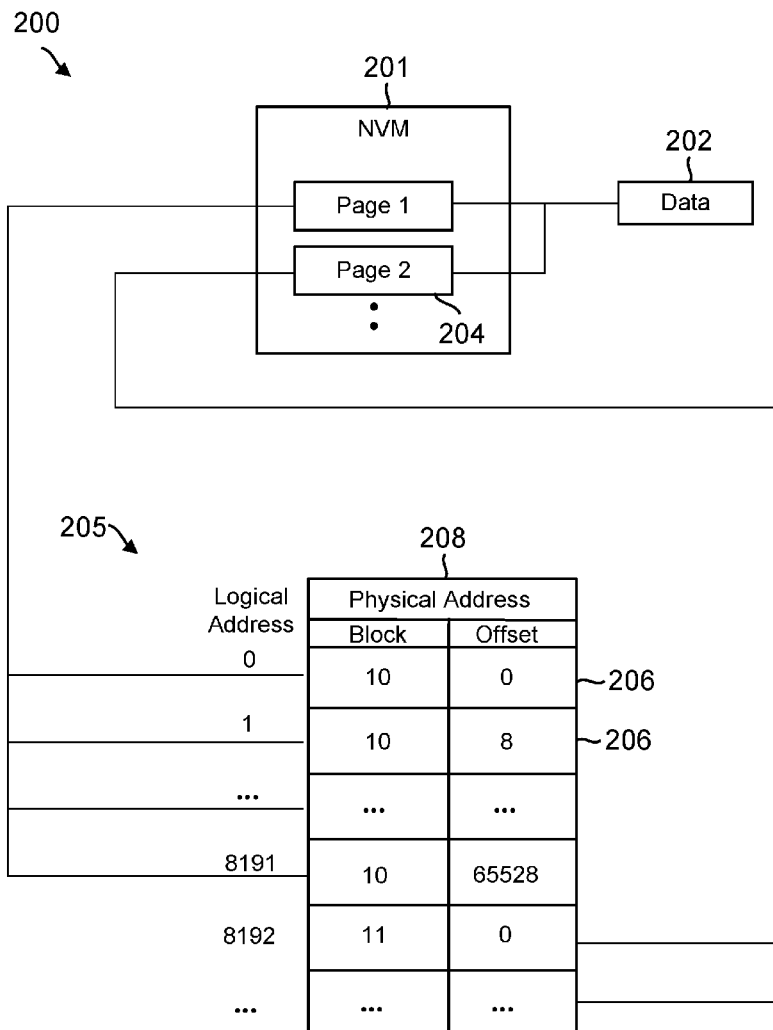 200
201
NVM
202
Page 1
Data
Page 2
204
205
208
Logical
Address
Physical Address
Block Offset
0 10 0 206
1 10 8 206
... ... ...
8191 10 65528
8192 11 0
... ... ...